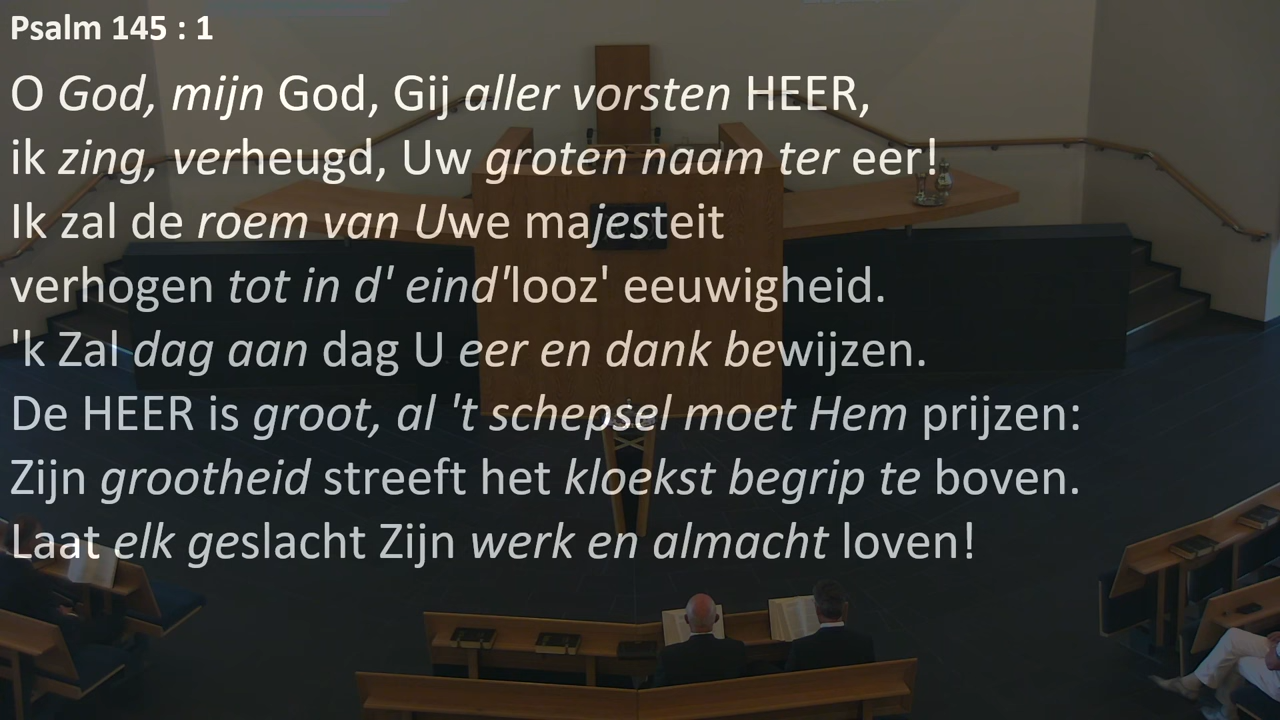 Psalm 145 : 1
O God, mijn God, Gij aller vorsten HEER,
ik zing, verheugd, Uw groten naam ter eer!
Ik zal de roem van Uwe majesteit
verhogen tot in d' eind'looz' eeuwigheid.
'k Zal dag aan dag U eer en dank bewijzen.
De HEER is groot, al 't schepsel moet Hem prijzen:
Zijn grootheid streeft het kloekst begrip te boven.
Laat elk geslacht Zijn werk en almacht loven!